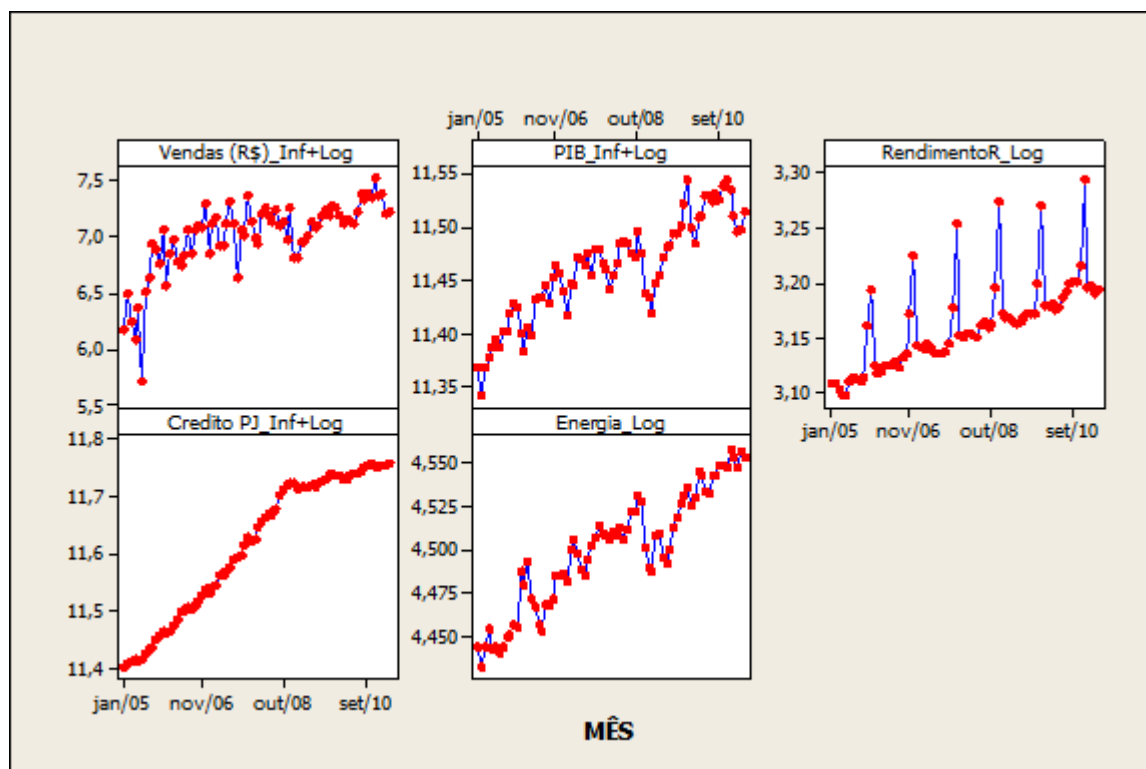 jan/05 nov/06 out/08 set/10
Vendas (R$)_Inf+Log
PIB_Inf+Log
RendimentoR_Log
7,5
7,0
6,5
6,0
5,5
11,55
11,50
11,45
11,40
11,35
3,30
3,25
3,20
3,15
3,10
jan/05 nov/06 out/08 set/10
Credito PJ_Inf+Log
Energia_Log
11,8
11,7
11,6
11,5
11,4
4,550
4,525
4,500
4,475
4,450
jan/05 nov/06 out/08 set/10
MÊS